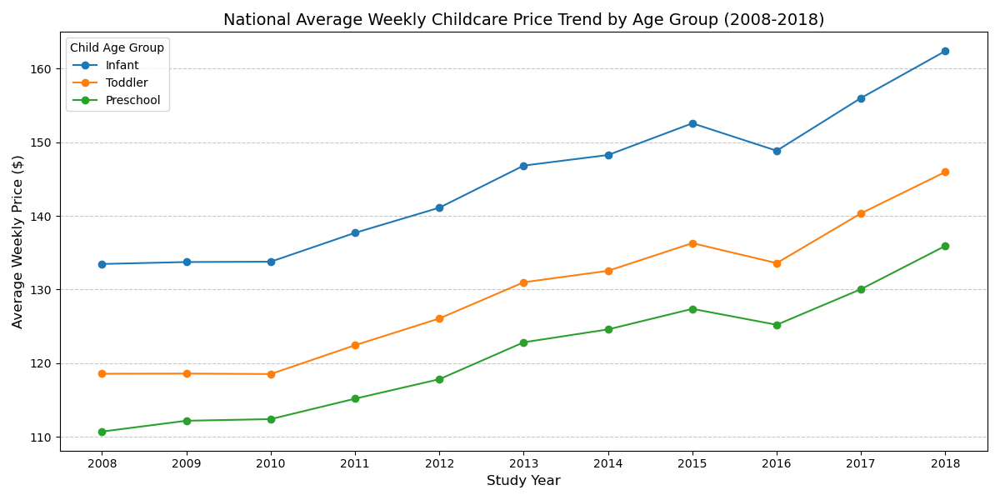 National Average Weekly Childcare Price Trend by Age Group (2008-2018)
Child Age Group
Infant
Toddler
Preschool
Average Weekly Price ($)
160
150
140
130
120
110
2008 2009 2010 2011 2012 2013 2014 2015 2016 2017 2018
Study Year